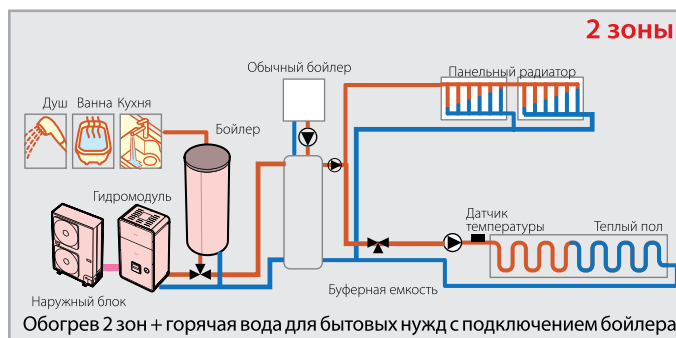 2 зоны
Обычный бойлер
Панельный радиатор
Душ Ванна Кухня
Бойлер
Гидромодуль
Датчик
температуры
Теплый пол
Буферная емкость
Наружный блок
Обогрев 2 зон + горячая вода для бытовых нужд с подключением бойлера